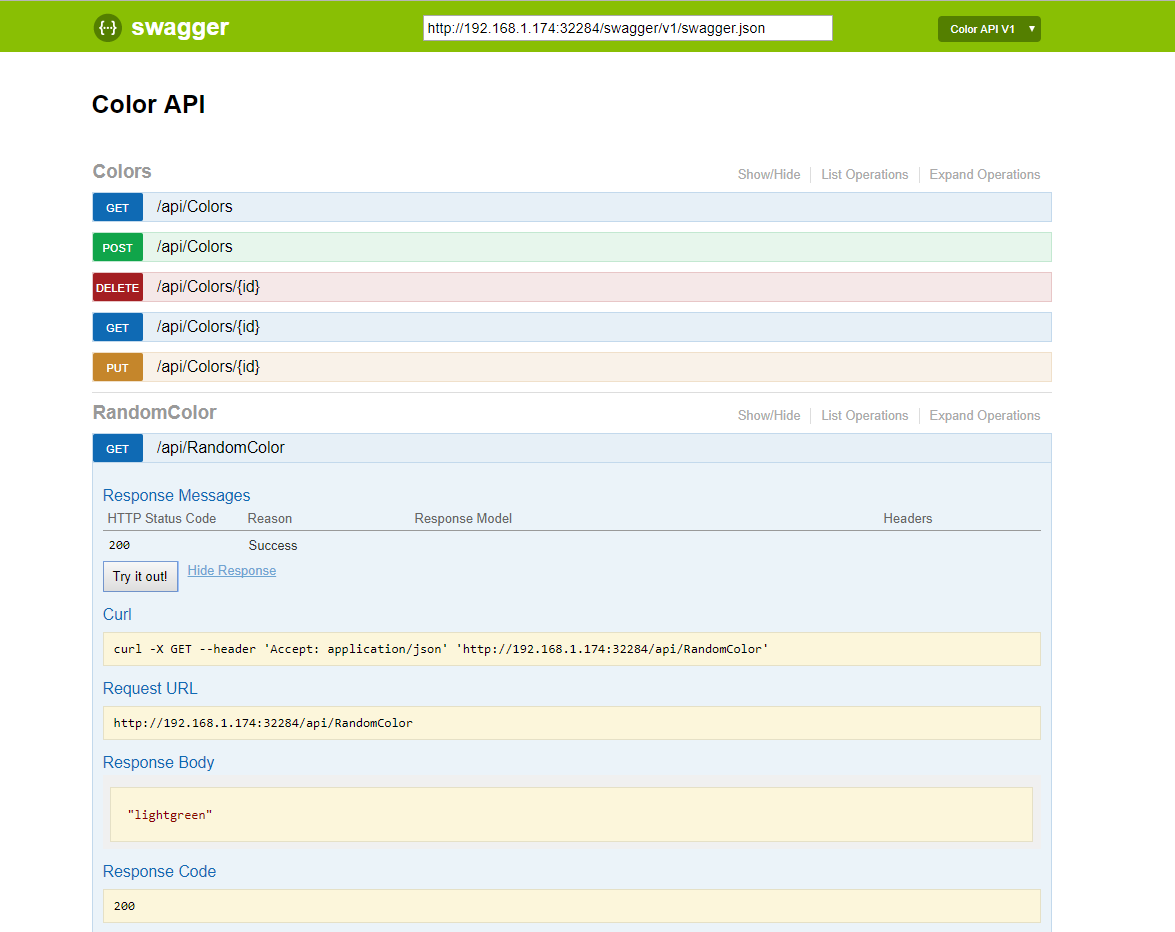 {··} swagger http://192.168.1.174:32284/swagger/v1/swagger.json Color API V1 ▼
Color API
Colors Show/Hide List Operations Expand Operations
GET /api/Colors
POST /api/Colors
DELETE /api/Colors/{id}
GET /api/Colors/{id}
PUT /api/Colors/{id}
RandomColor Show/Hide List Operations Expand Operations
GET /api/RandomColor
Response Messages
HTTP Status Code Reason Response Model Headers
200 Success
Try it out! Hide Response
Curl
curl -X GET --header 'Accept: application/json' 'http://192.168.1.174:32284/api/RandomColor'
Request URL
http://192.168.1.174:32284/api/RandomColor
Response Body
"lightgreen"
Response Code
200